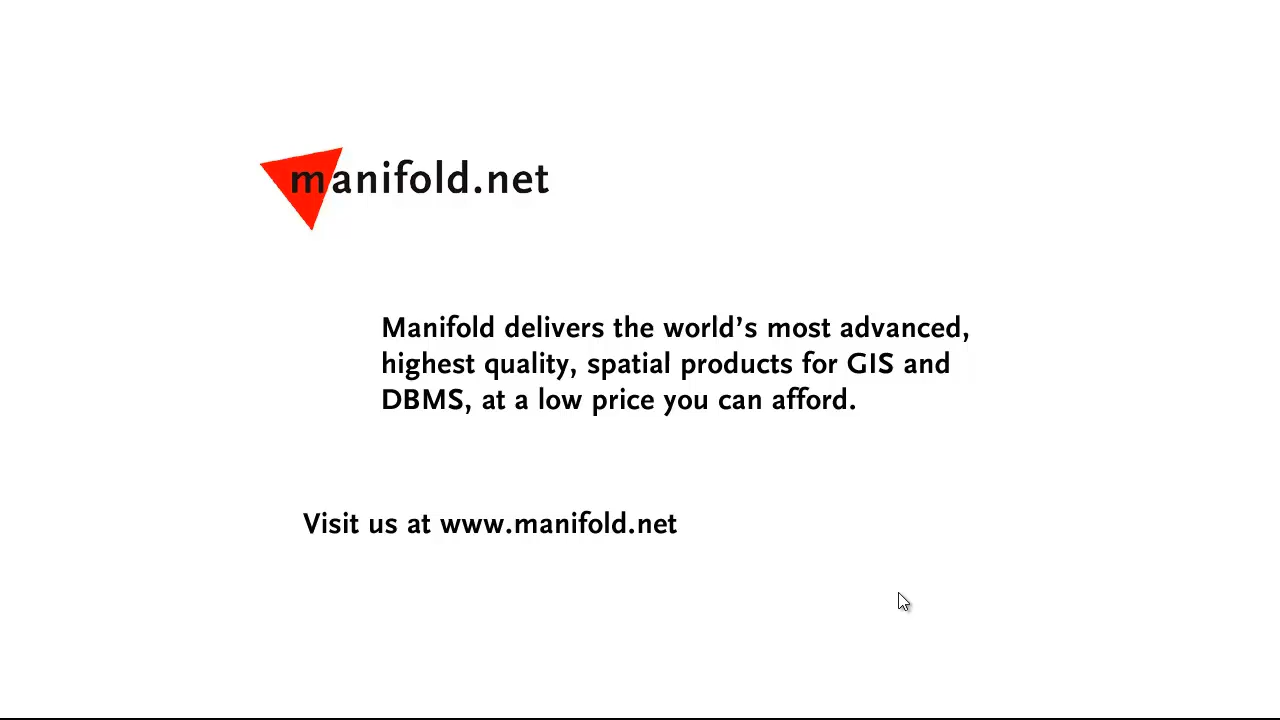 manifold.net
Manifold delivers the world’s most advanced,
highest quality, spatial products for GIS and
DBMS, at a low price you can afford.
Visit us at www.manifold.net